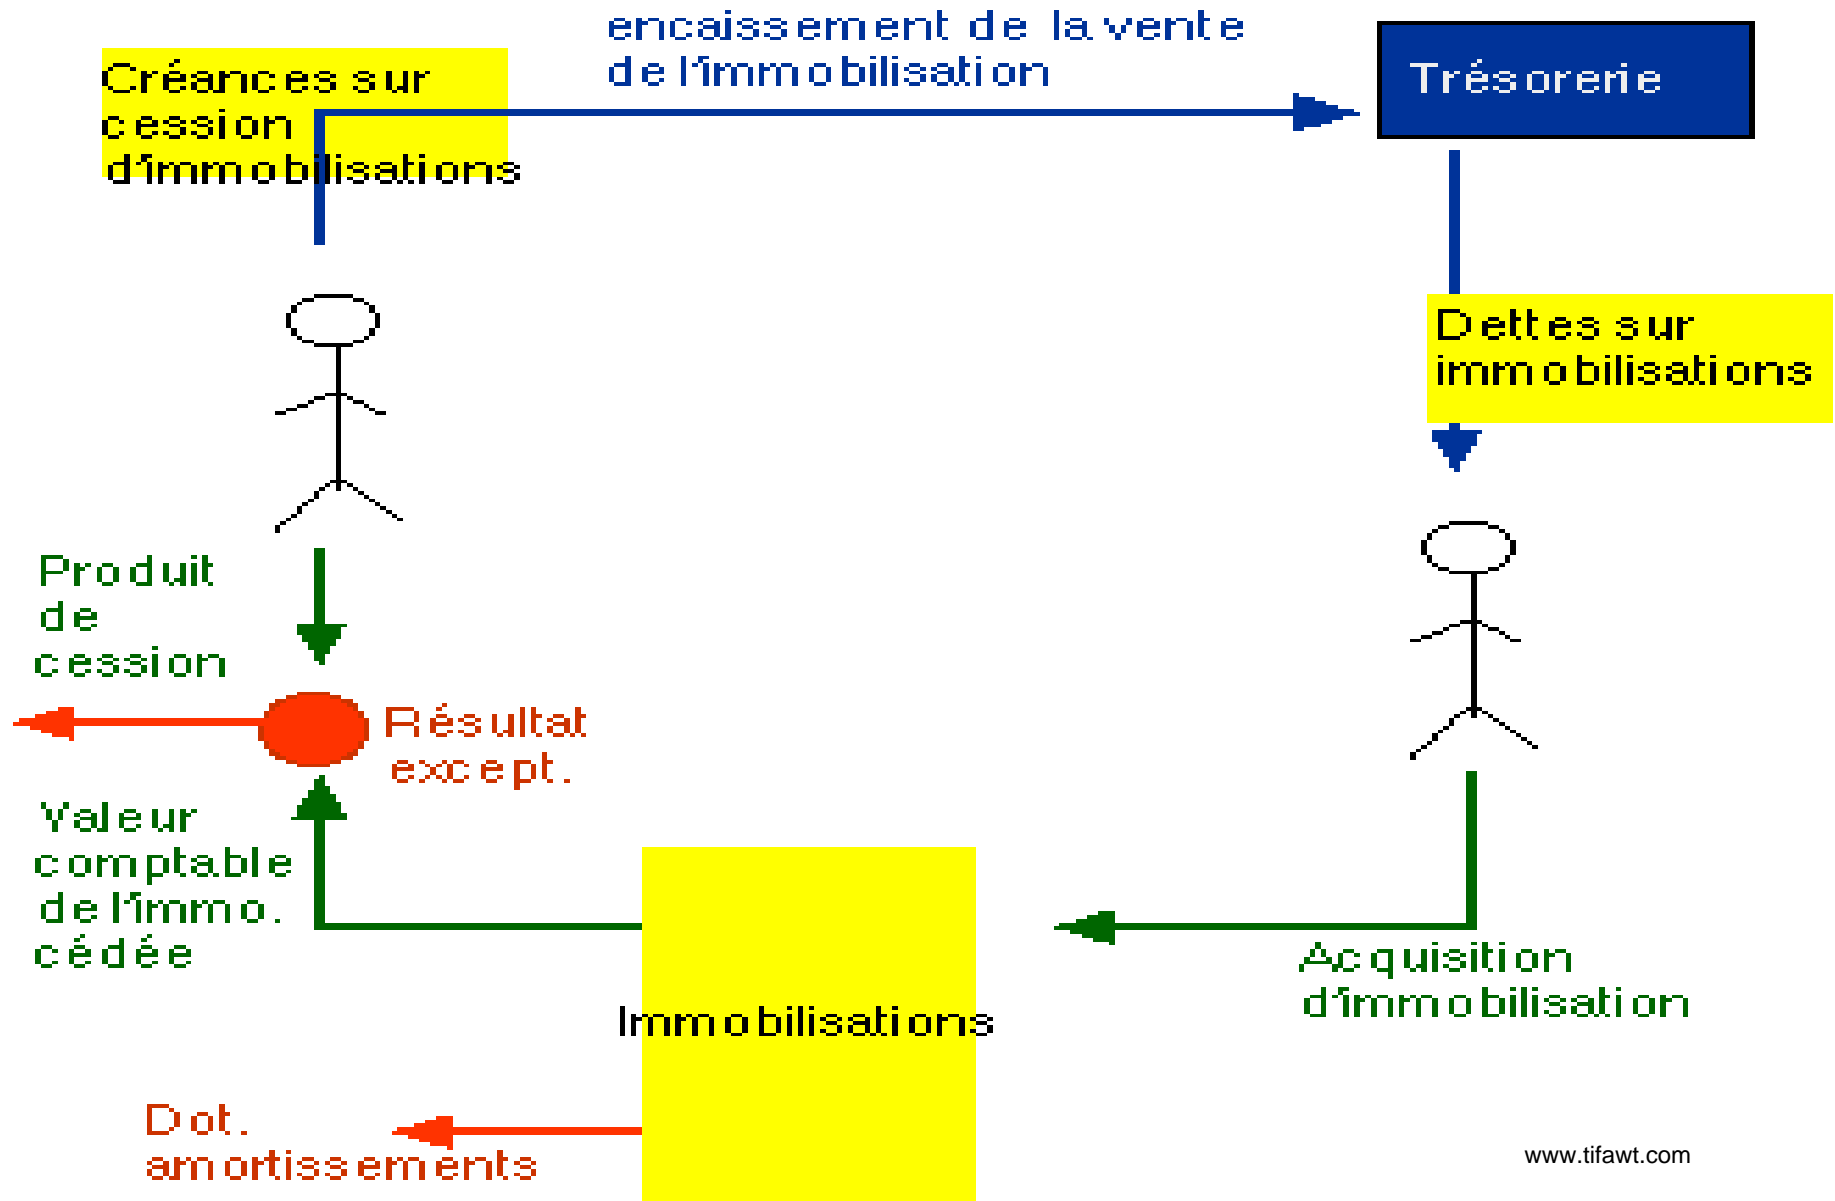 encaissement de la vente
de l'immobilisation
Créances sur
cession
d'immobilisations
Trésorerie
Dettes sur
immobilisations
Produit
de
cession
Résultat
except.
Valeur
comptable
de l'immo.
cédée
Acquisition
d'immobilisation
Immobilisations
Dot.
amortissements
www.tifawt.com